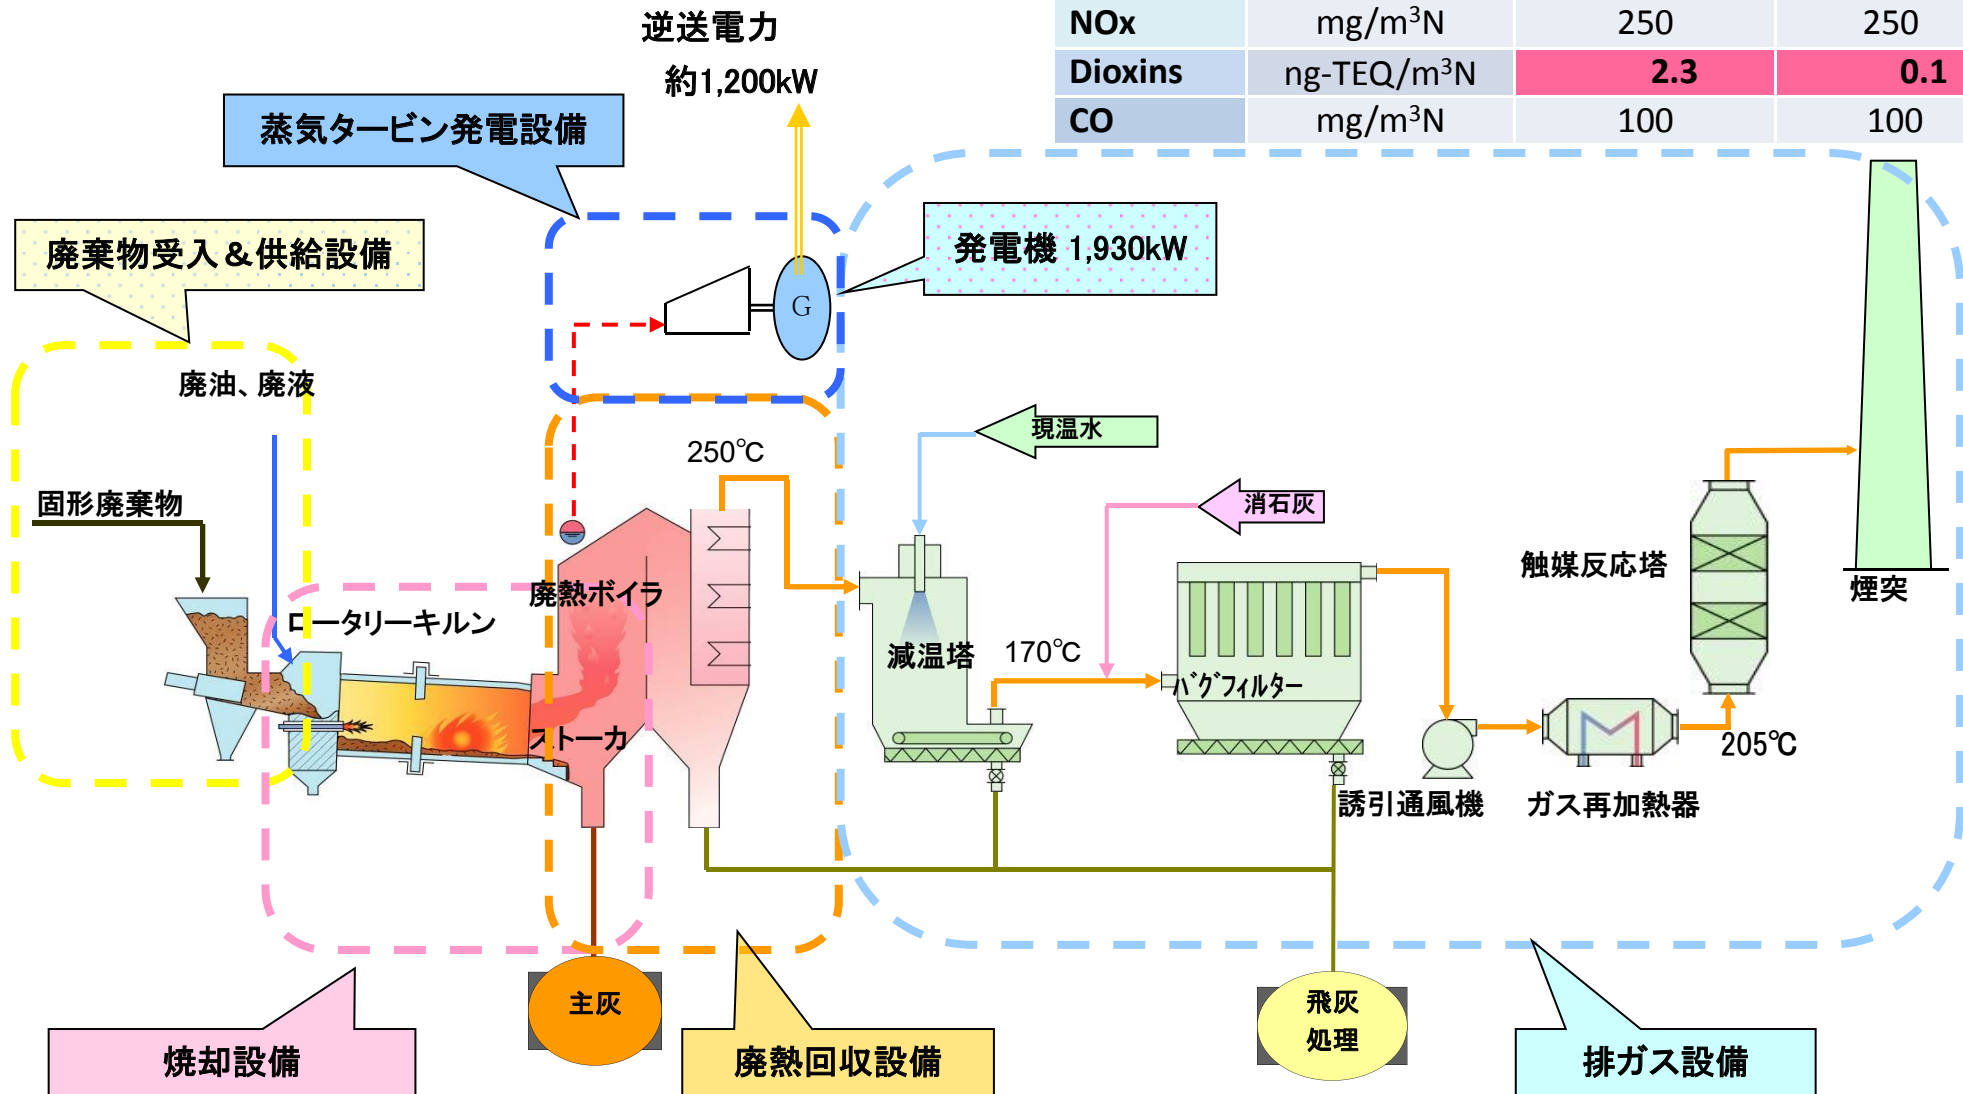 逆送電力
約1,200kW
NOx mg/m³N 250 250
Dioxins ng-TEQ/m³N 2.3 0.1
CO mg/m³N 100 100
蒸気タービン発電設備
廃棄物受入&供給設備
発電機 1,930kW
G
廃油、廃液
固形廃棄物
250℃
現温水
消石灰
廃熱ボイラ
ロータリーキルン
ストーカ
減温塔
170℃
バグフィルター
触媒反応塔
煙突
205℃
誘引通風機
ガス再加熱器
主灰
飛灰
処理
焼却設備
廃熱回収設備
排ガス設備